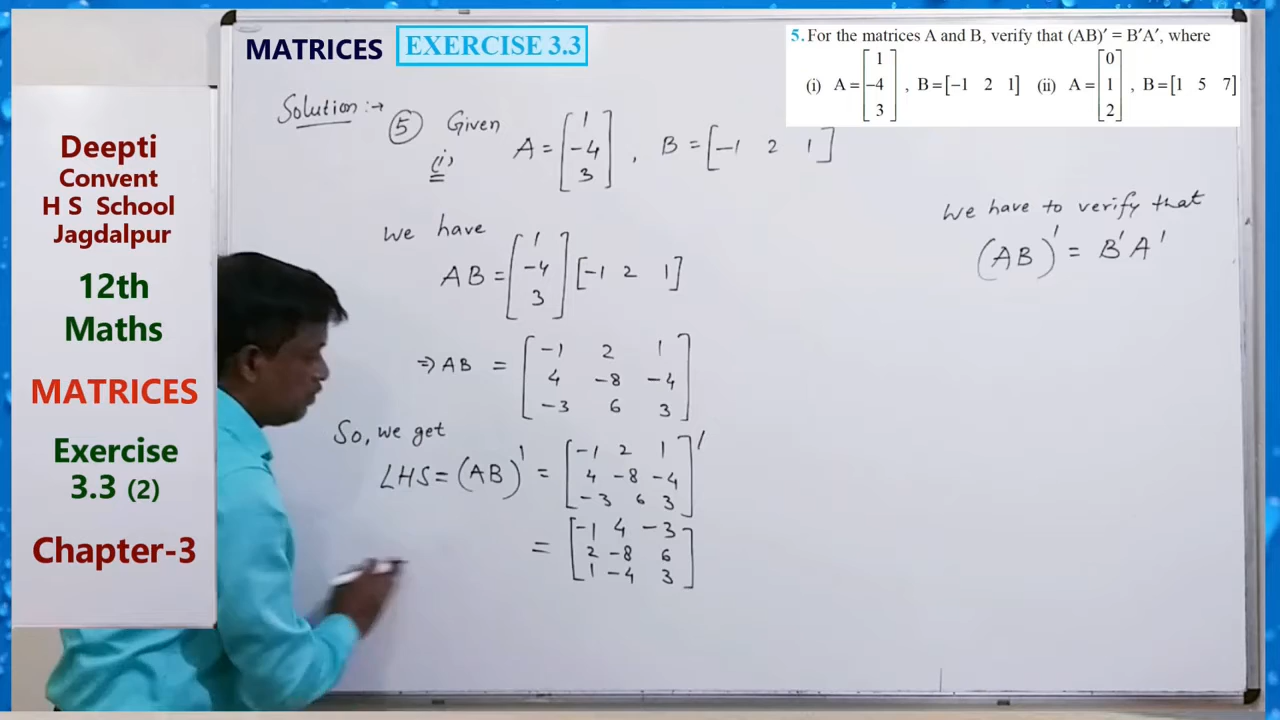 MATRICES EXERCISE 3.3
5. For the matrices A and B, verify that (AB)′ = B′A′, where
(i) A = [1 -4 3], B = [-1 2 1] (ii) A = [0 1 2], B = [1 5 7]
Deepti
Convent
H S School
Jagdalpur
12th
Maths
MATRICES
Exercise
3.3 (2)
Chapter-3
Solution :→
(5) Given
(i)
A = [1 -4 3], B = [-1 2 1]
We have
AB = [1 -4 3] [-1 2 1]
⇒ AB =
-1 2 1
4 -8 -4
-3 6 3
So, we get
LHS = (AB)′ =
-1 2 1
4 -8 -4
-3 6 3
′
=
-1 4 -3
2 -8 6
1 -4 3
We have to verify that
(AB)′ = B′A′